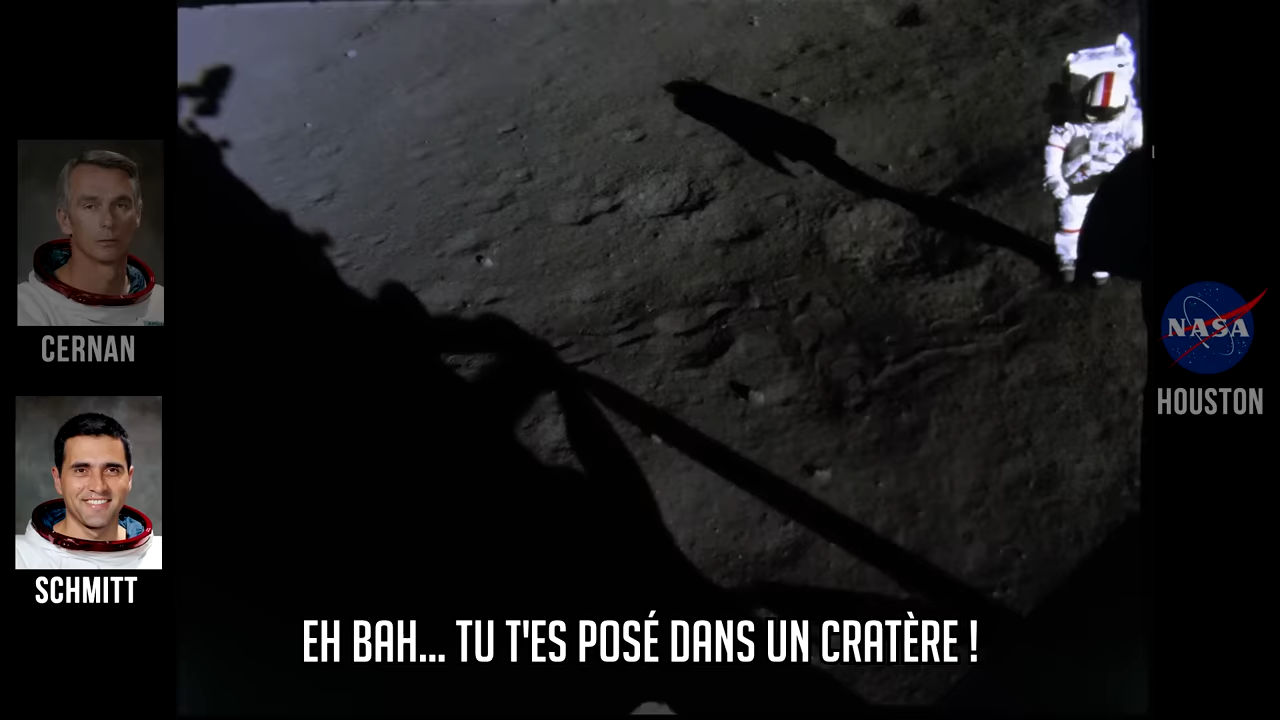 CERNAN
SCHMITT
NASA
HOUSTON
EH BAH... TU T'ES POSÉ DANS UN CRATÈRE !